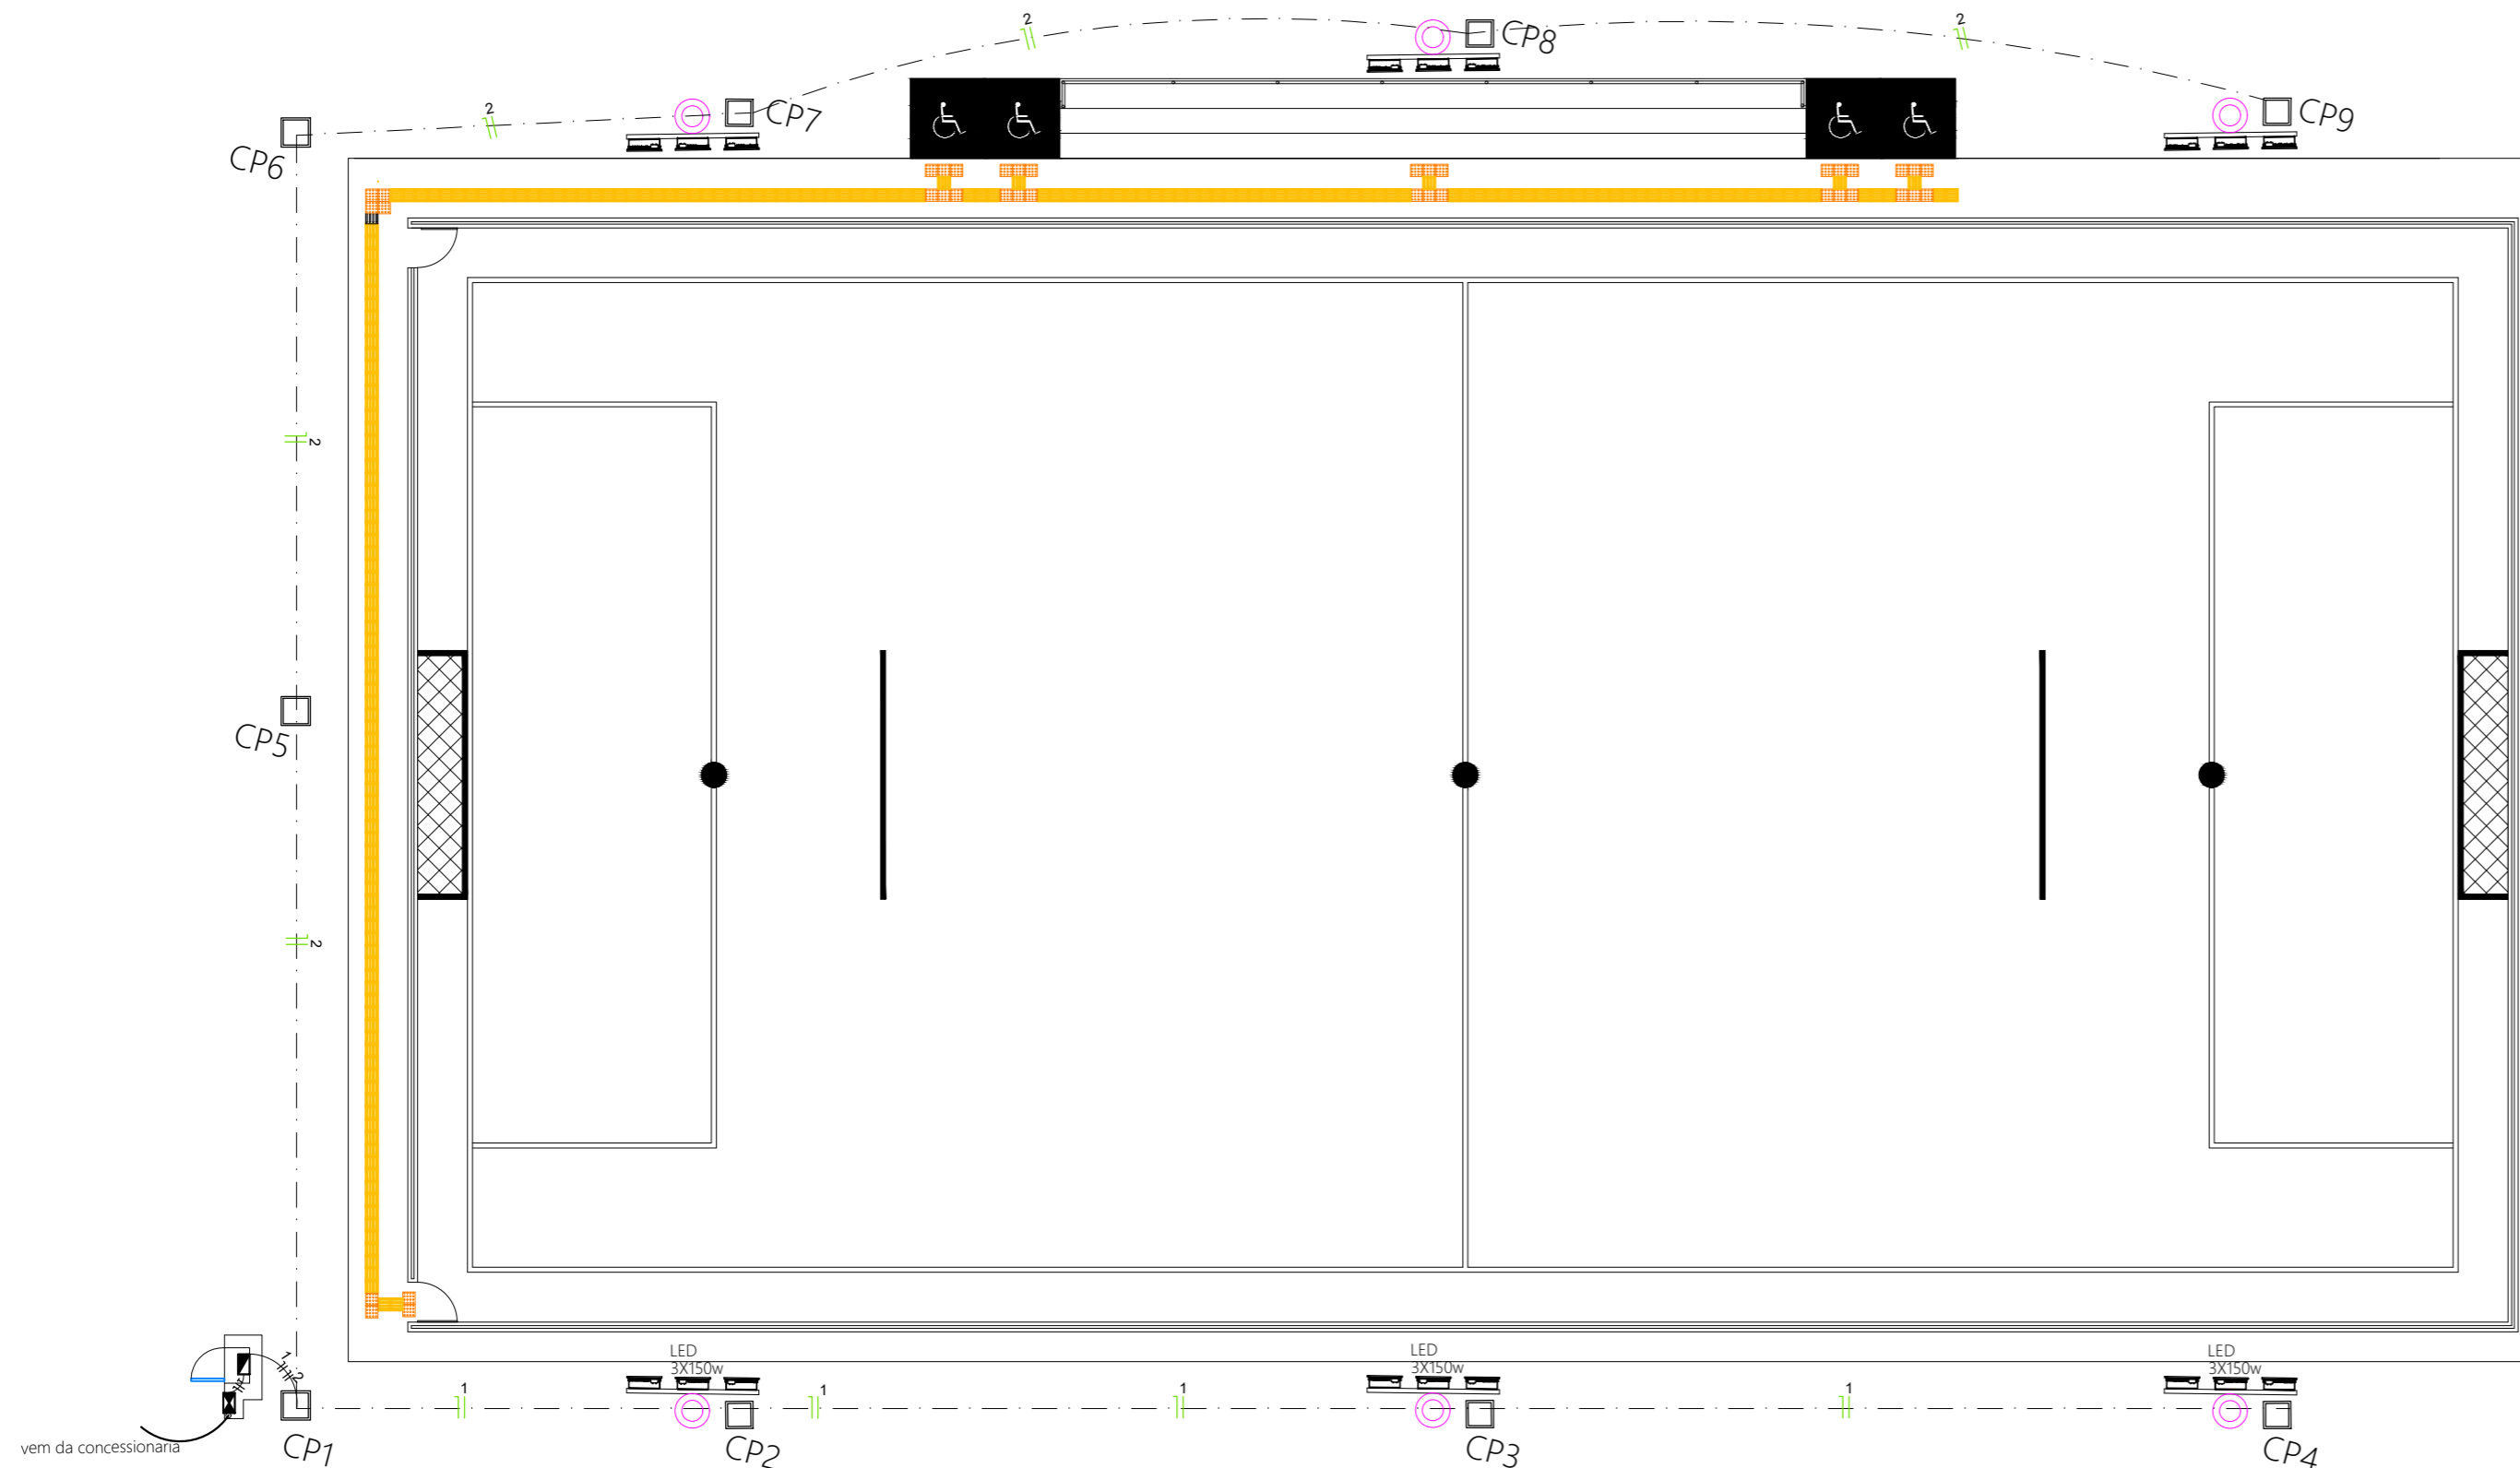 2
2
CP8
2
CP7
CP9
CP6
2
CP5
2
LED
3X150w
LED
3X150w
LED
3X150w
1
2
1
1
1
1
vem da concessionaria
CP1
CP2
CP3
CP4